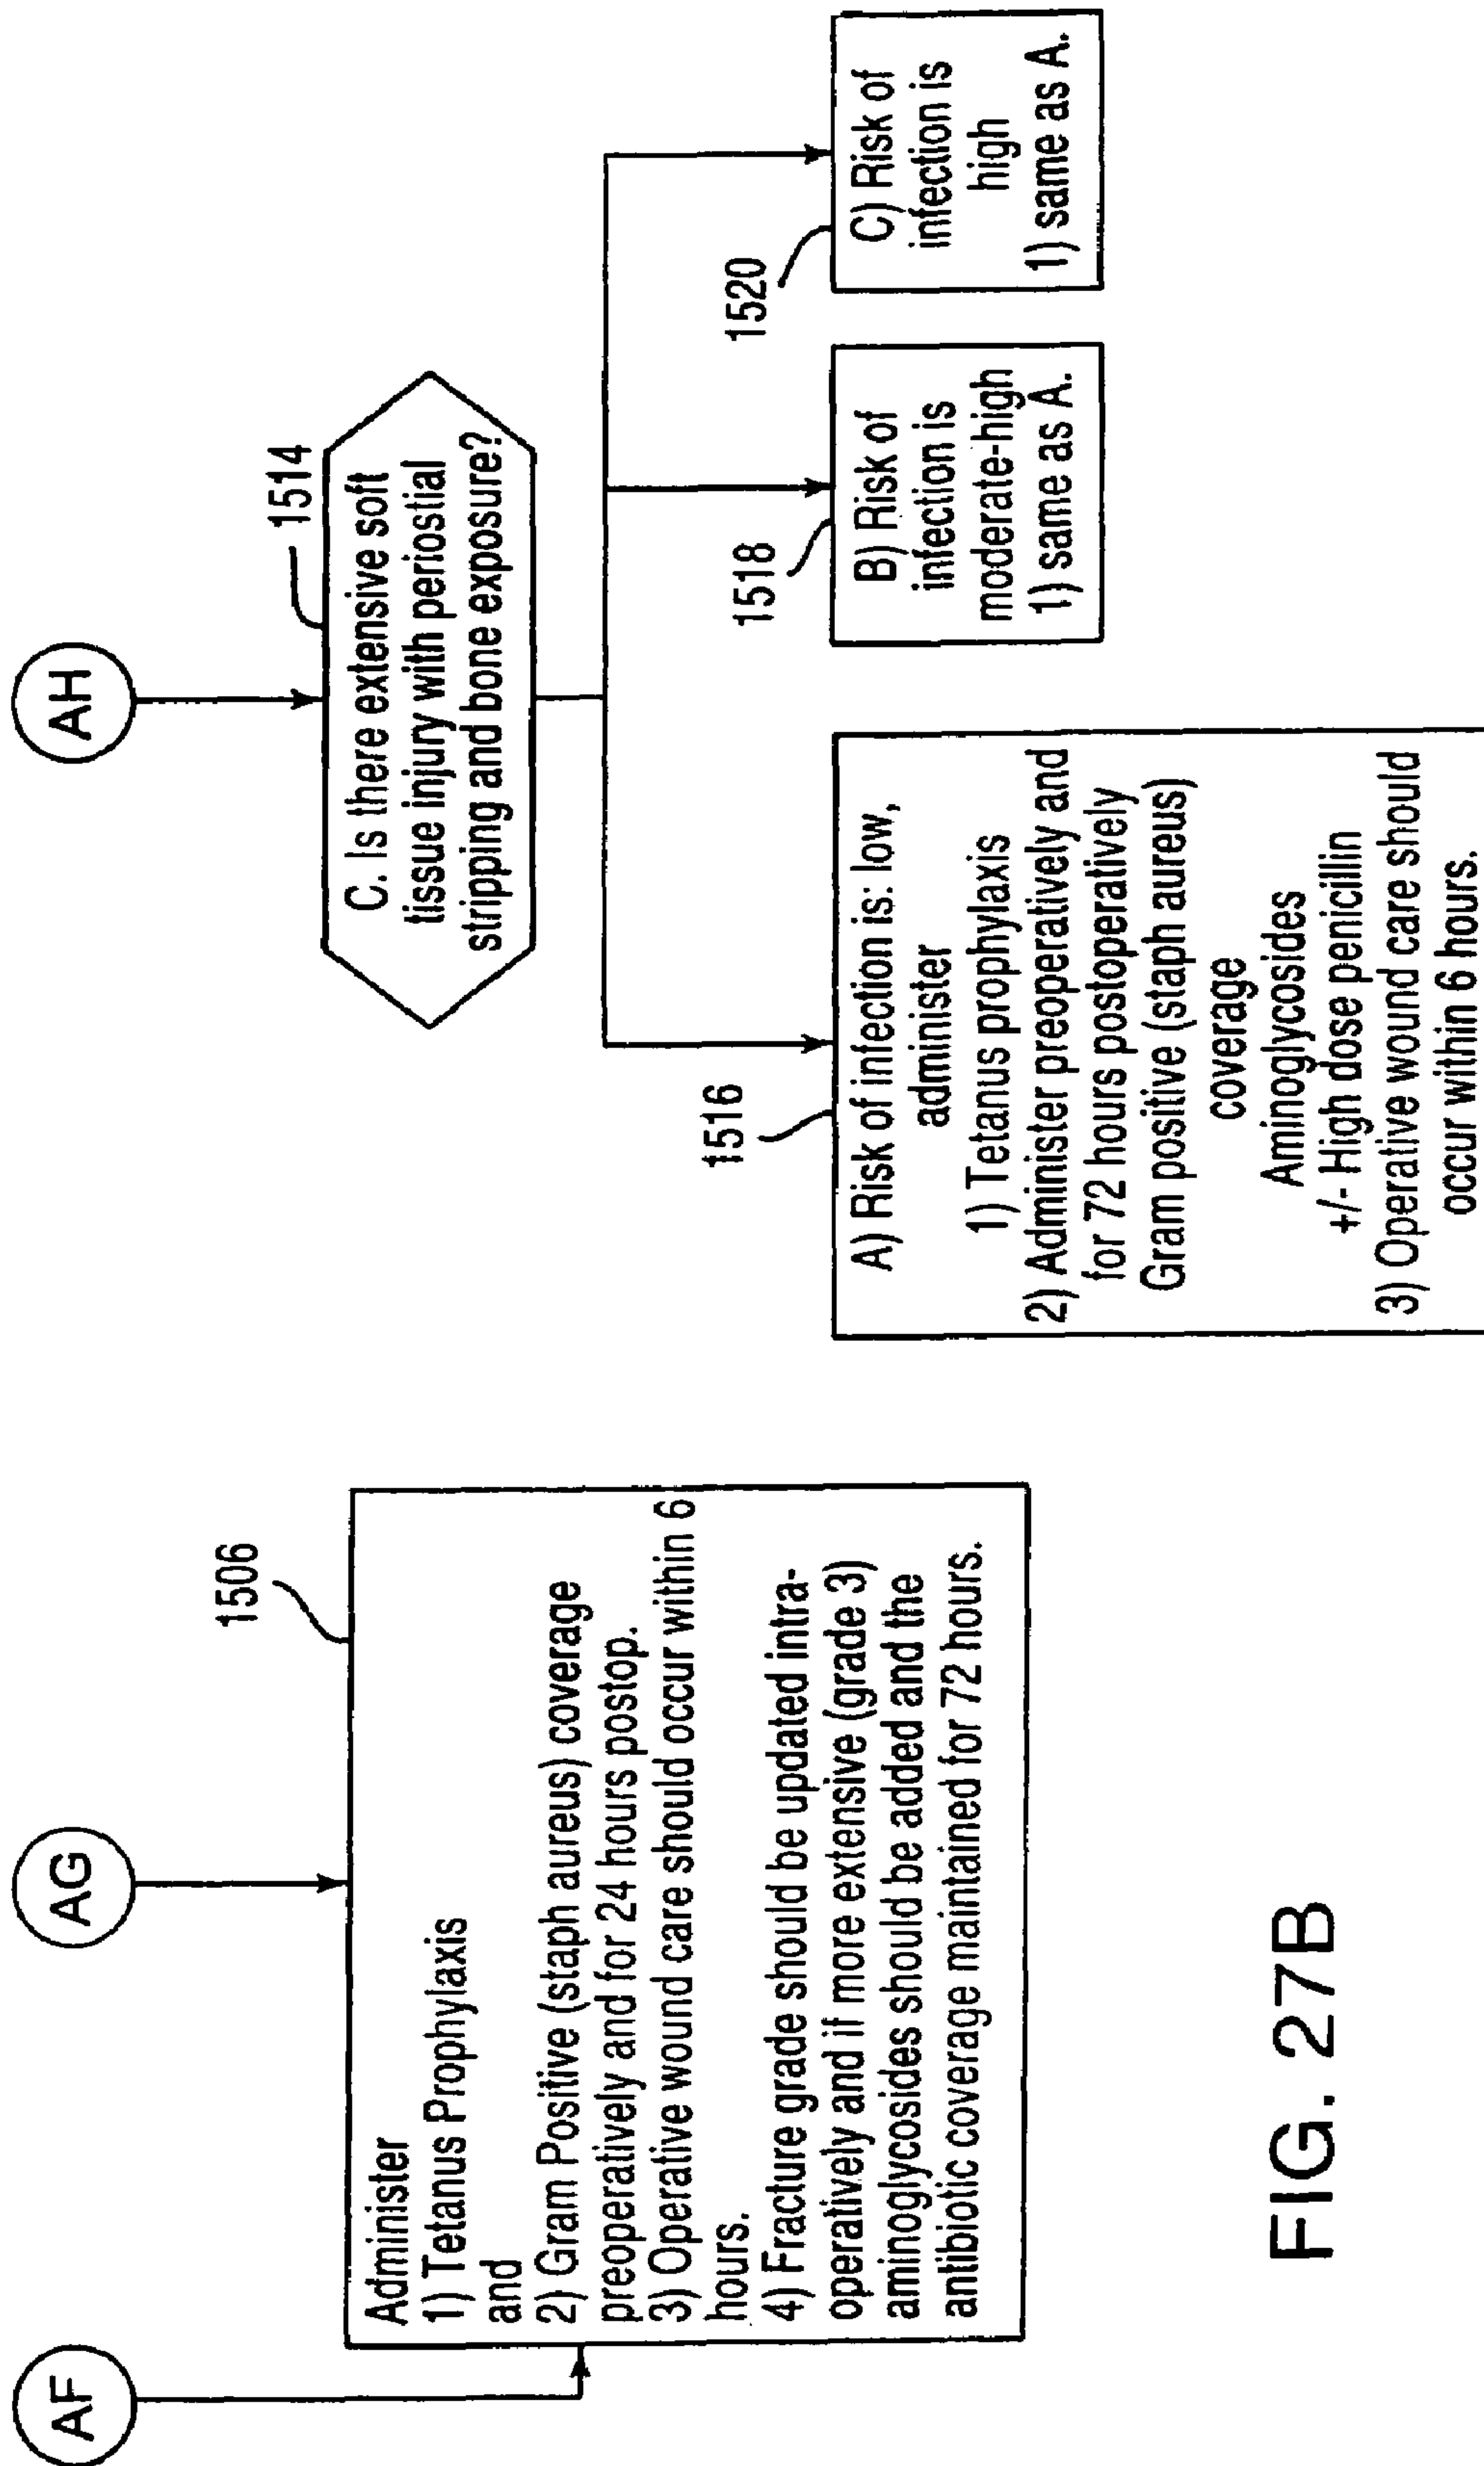 AF
AG
AH
1506
Administer
1) Tetanus Prophylaxis
and
2) Gram Positive (staph aureus) coverage
preoperatively and for 24 hours postop.
3) Operative wound care should occur within 6
hours.
4) Fracture grade should be updated intra-
operatively and if more extensive (grade 3)
aminoglycosides should be added and the
antibiotic coverage maintained for 72 hours.
1514
C. Is there extensive soft
tissue injury with periostial
stripping and bone exposure?
1516
A) Risk of infection is: low,
administer
1) Tetanus prophylaxis
2) Administer preoperatively and
for 72 hours postoperatively
Gram positive (staph aureus)
coverage
Aminoglycosides
+/- High dose penicillin
3) Operative wound care should
occur within 6 hours.
1518
B) Risk of
infection is
moderate-high
1) same as A.
1520
C) Risk of
infection is
high
1) same as A.
FIG. 27B